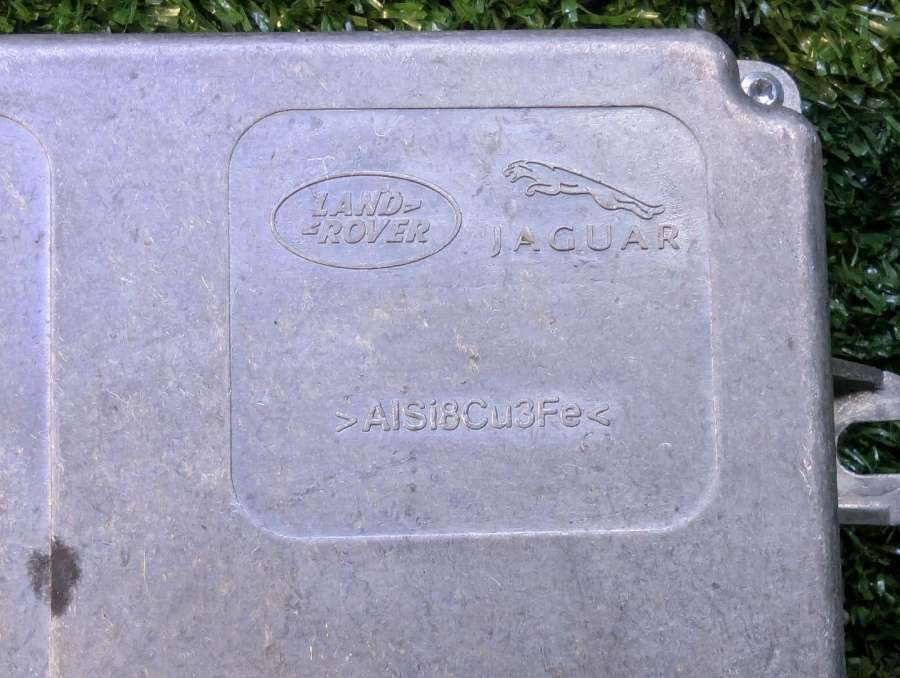 LAND-
-ROVER
JAGUAR
>AlSi8Cu3Fe<